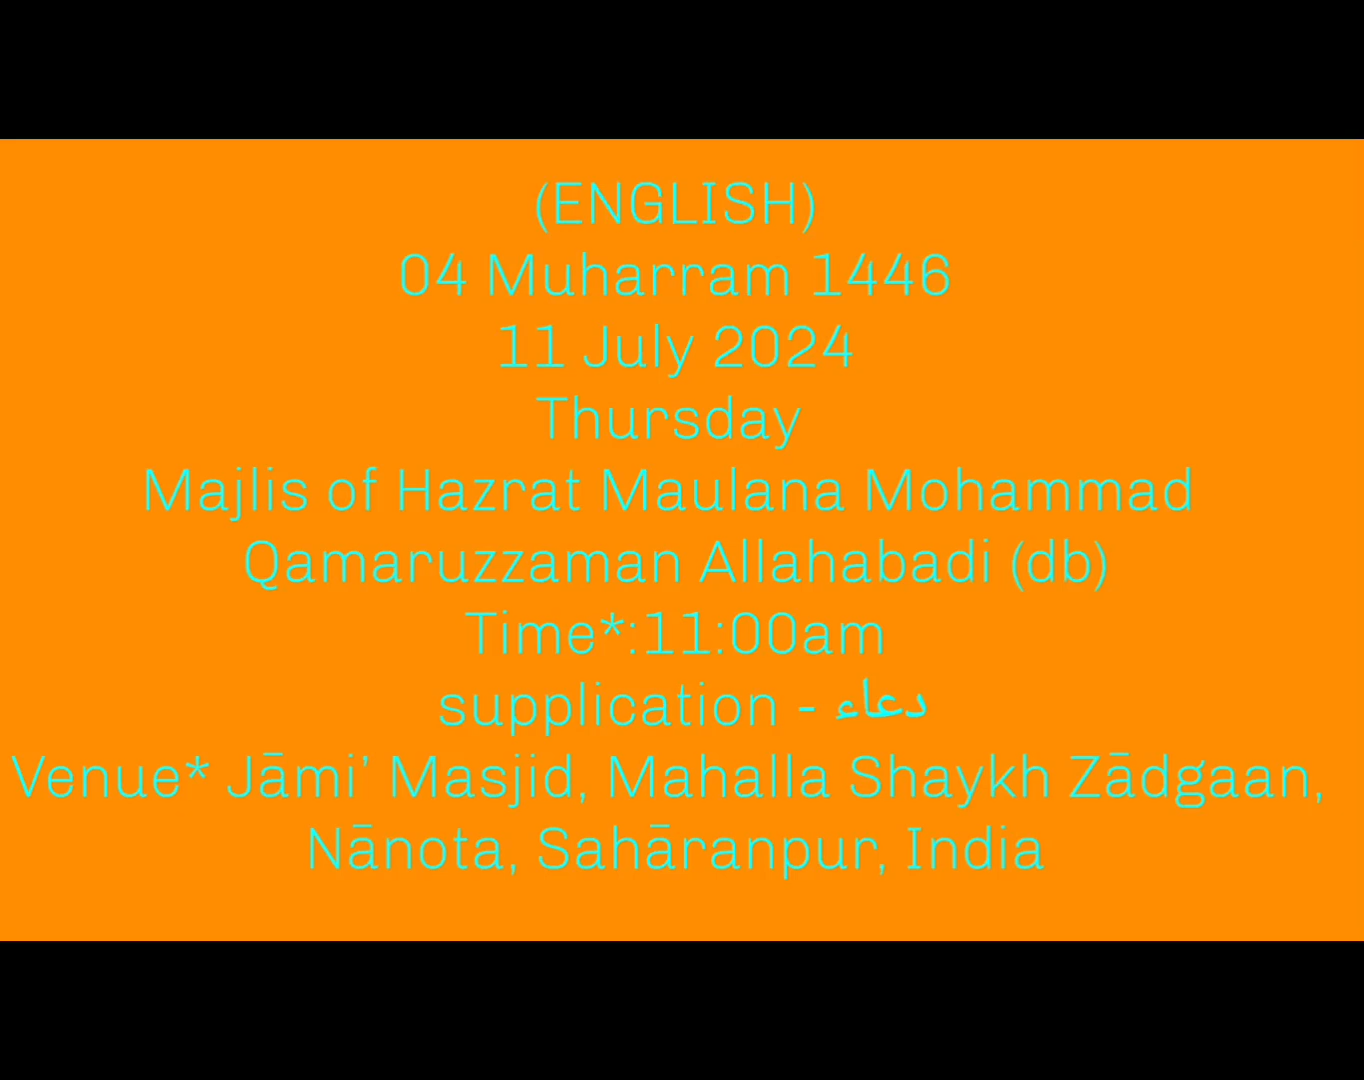 (ENGLISH)
04 Muharram 1446
11 July 2024
Thursday
Majlis of Hazrat Maulana Mohammad
Qamaruzzaman Allahabadi (db)
Time*:11:00am
supplication - دعاء
Venue* Jāmi’ Masjid, Mahalla Shaykh Zādgaan,
Nānota, Sahāranpur, India